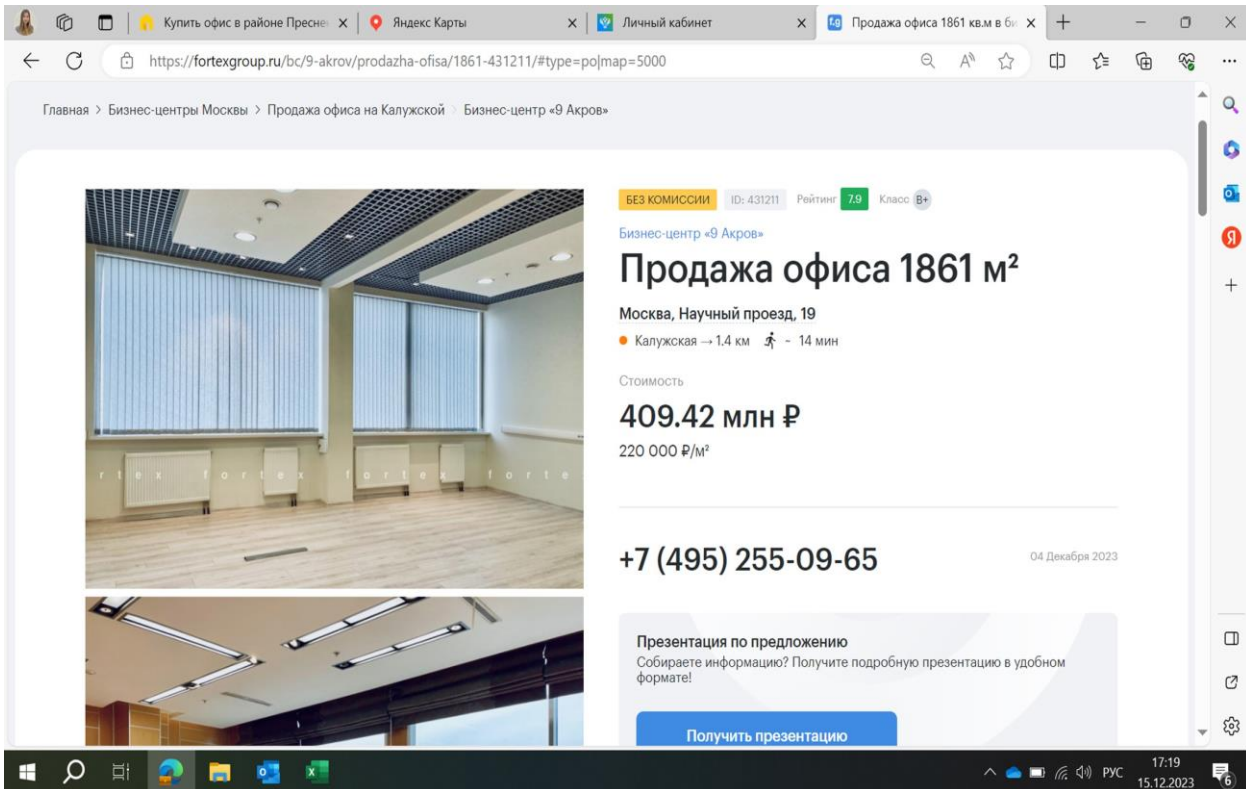 Купить офис в районе Преснен
Яндекс Карты
Личный кабинет
Продажа офиса 1861 кв.м в би
https://fortexgroup.ru/bc/9-akrov/prodazha-ofisa/1861-431211/#type=po|map=5000
Главная > Бизнес-центры Москвы > Продажа офиса на Калужской > Бизнес-центр «9 Акров»
БЕЗ КОМИССИИ ID: 431211 Рейтинг 7.9 Класс B+
Бизнес-центр «9 Акров»
Продажа офиса 1861 м²
Москва, Научный проезд, 19
Калужская → 1.4 км - 14 мин
Стоимость
409.42 млн ₽
220 000 ₽/м²
rtex fortex fortex forte
+7 (495) 255-09-65
04 Декабря 2023
Презентация по предложению
Собираете информацию? Получите подробную презентацию в удобном
формате!
Получить презентацию
РУС
17:19
15.12.2023
6